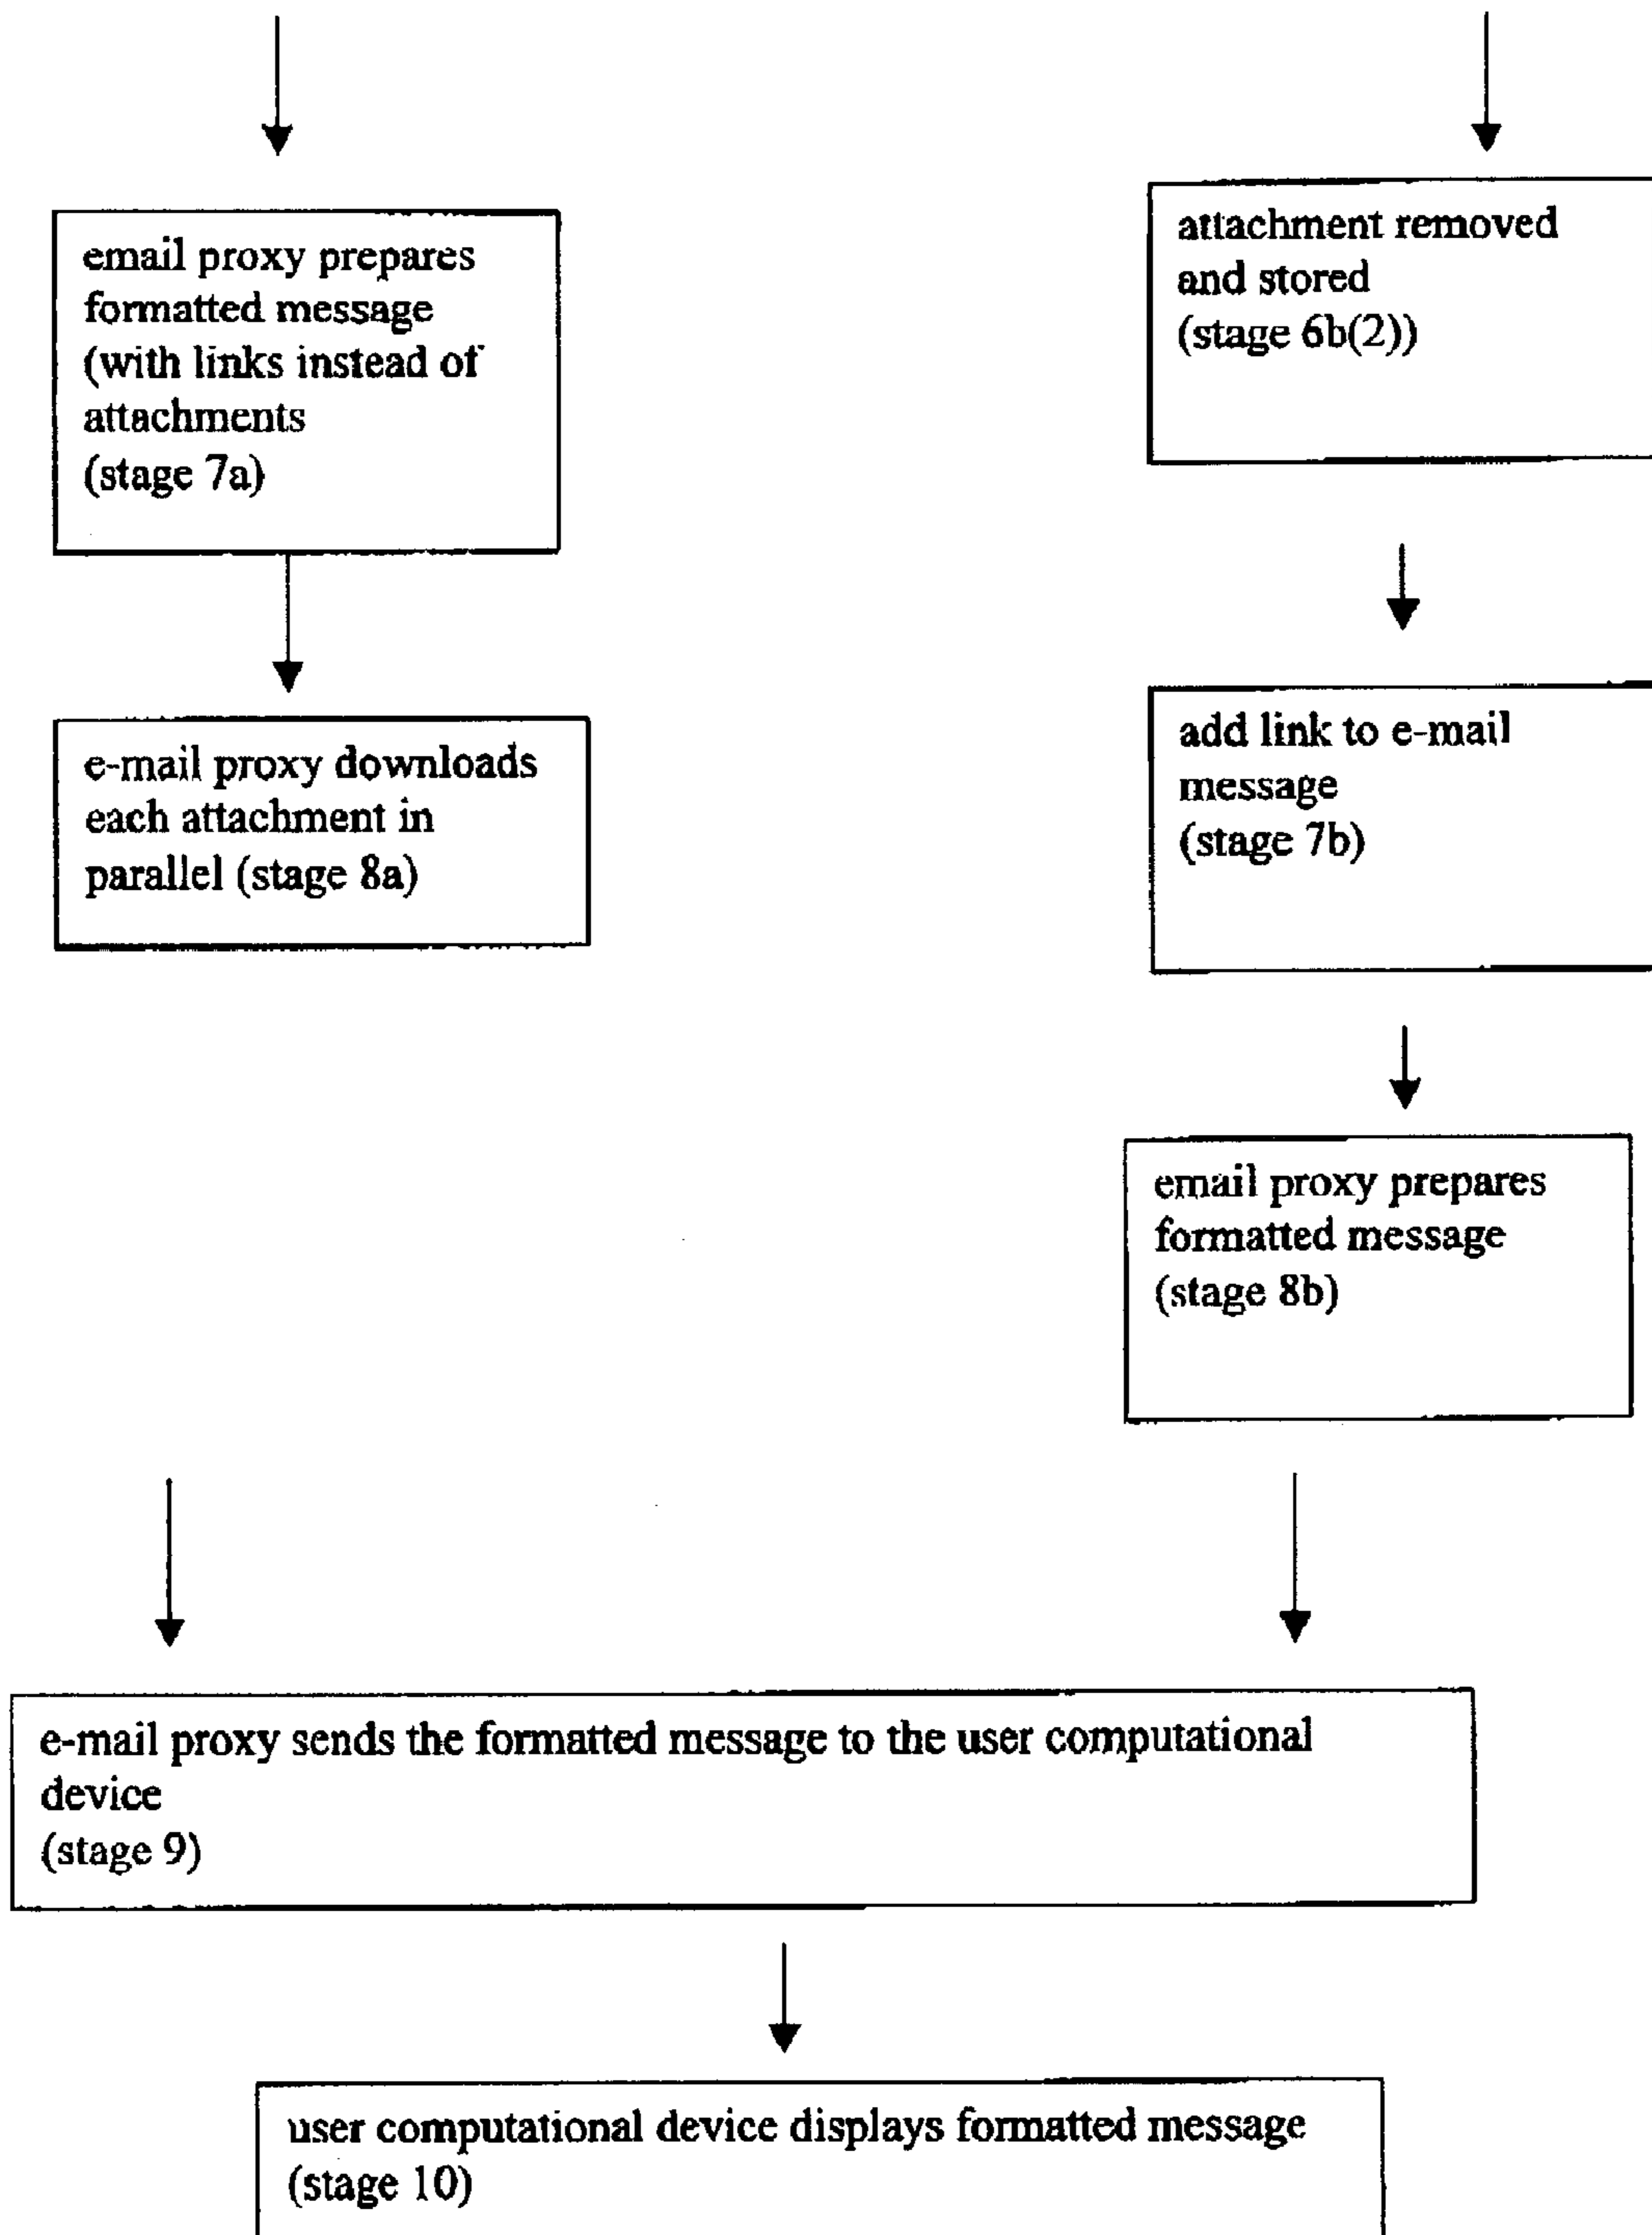 email proxy prepares
formatted message
(with links instead of
attachments
(stage 7a)
e-mail proxy downloads
each attachment in
parallel (stage 8a)
attachment removed
and stored
(stage 6b(2))
add link to e-mail
message
(stage 7b)
email proxy prepares
formatted message
(stage 8b)
e-mail proxy sends the formatted message to the user computational
device
(stage 9)
user computational device displays formatted message
(stage 10)